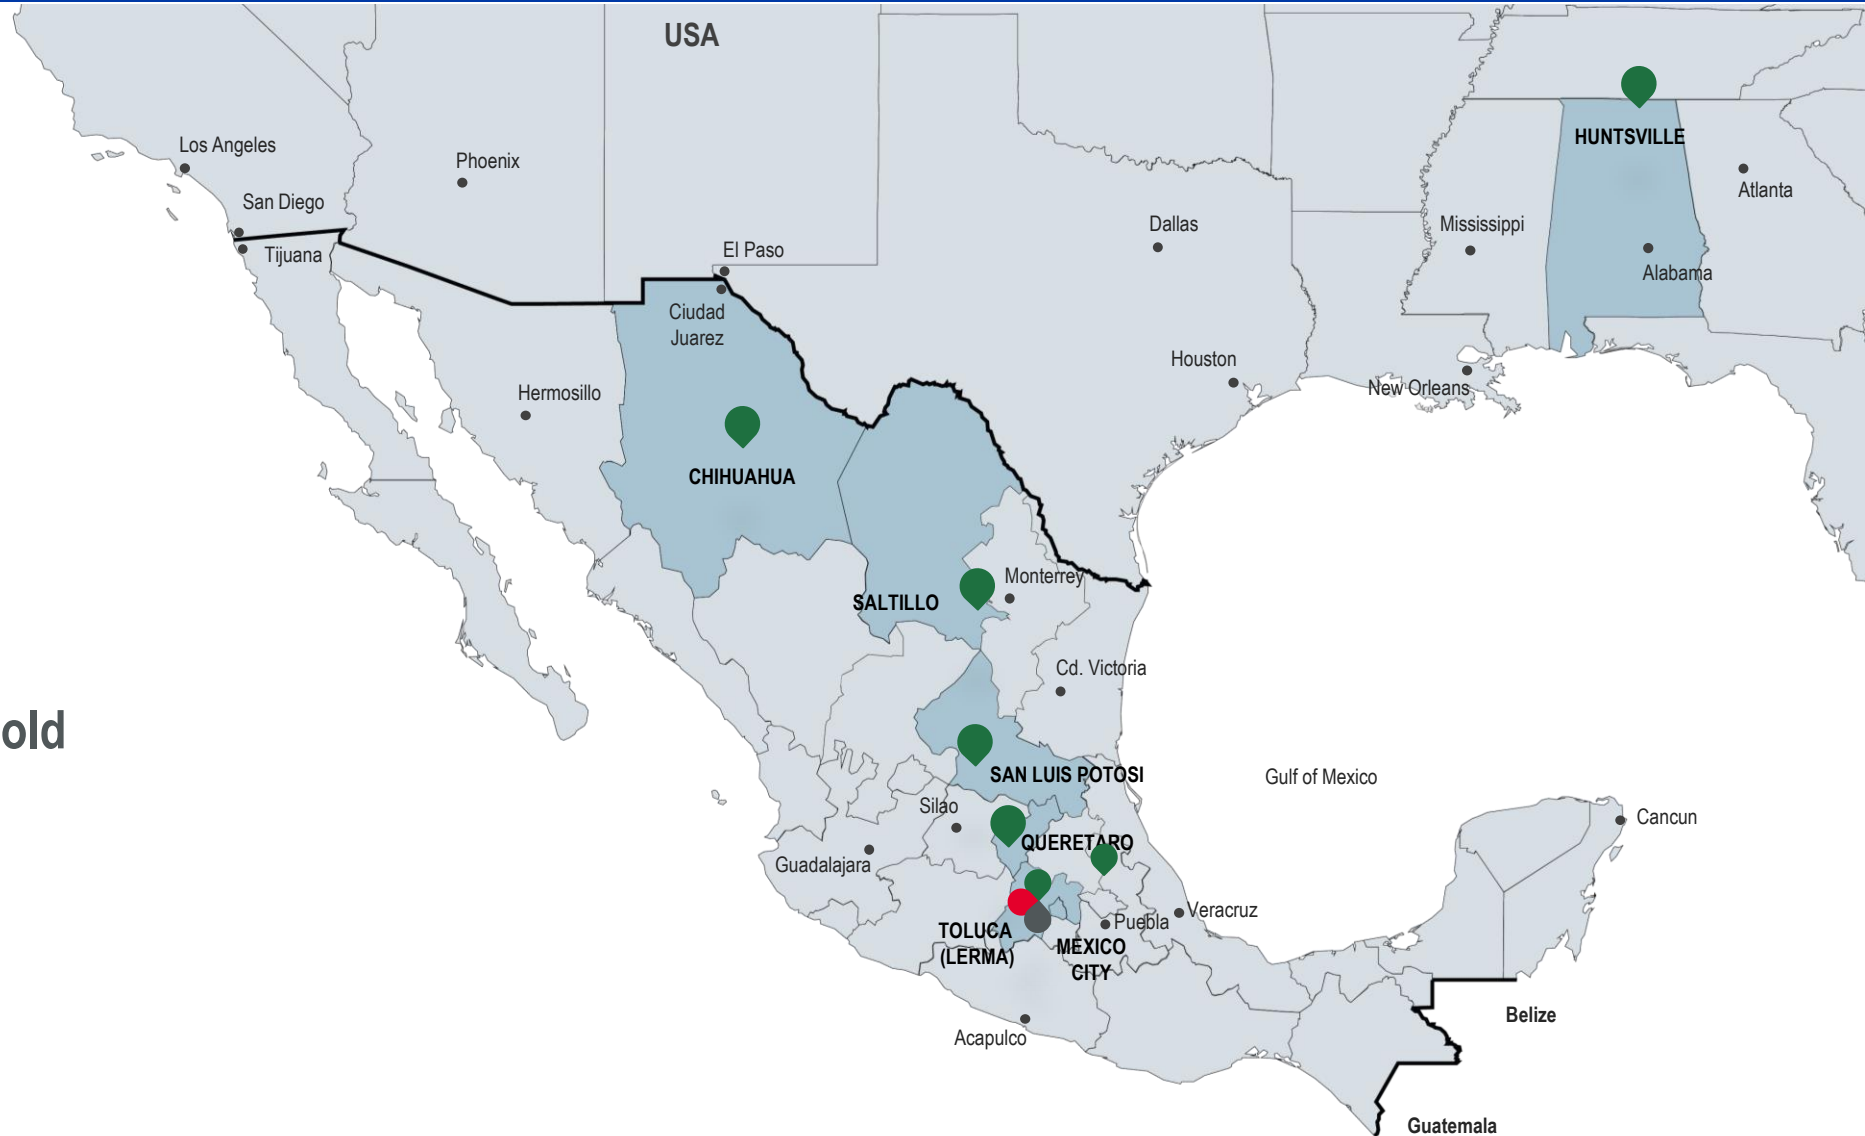 USA
HUNTSVILLE
Los Angeles
Phoenix
Atlanta
San Diego
Dallas
Mississippi
Tijuana
El Paso
Alabama
Ciudad
Juarez
Houston
New Orleans
Hermosillo
CHIHUAHUA
Monterrey
SALTILLO
Cd. Victoria
old
SAN LUIS POTOSI
Gulf of Mexico
Silao
Cancun
QUERETARO
Guadalajara
Veracruz
Puebla
TOLUCA
(LERMA)
MEXICO
CITY
Belize
Acapulco
Guatemala